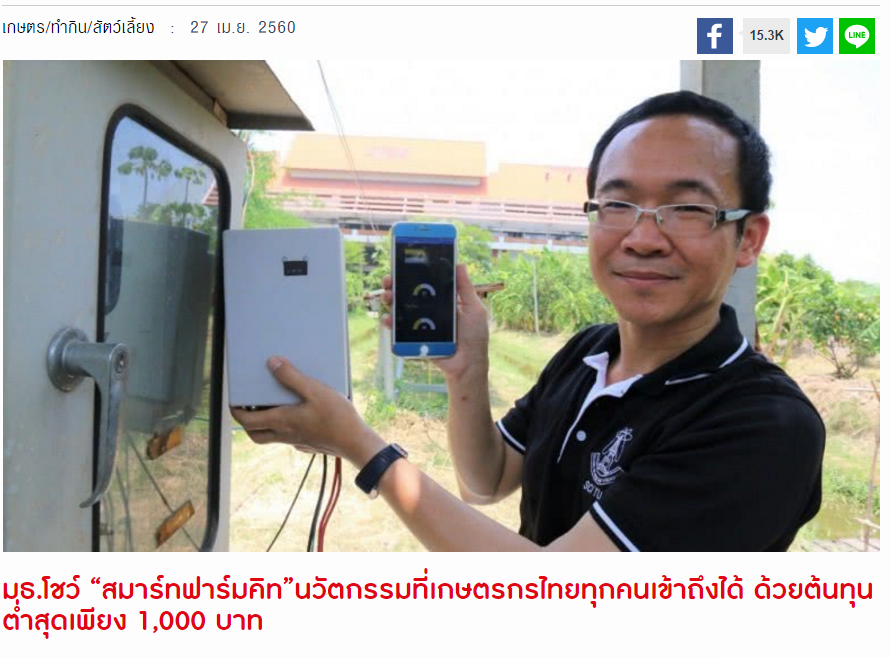 เกษตร/ทำกิน/สัตว์เลี้ยง : 27 เม.ย. 2560
15.3K
LINE
SCI TU
มธ.โชว์ “สมาร์ทฟาร์มคิท”นวัตกรรมที่เกษตรกรไทยทุกคนเข้าถึงได้ ด้วยต้นทุน
ต่ำสุดเพียง 1,000 บาท